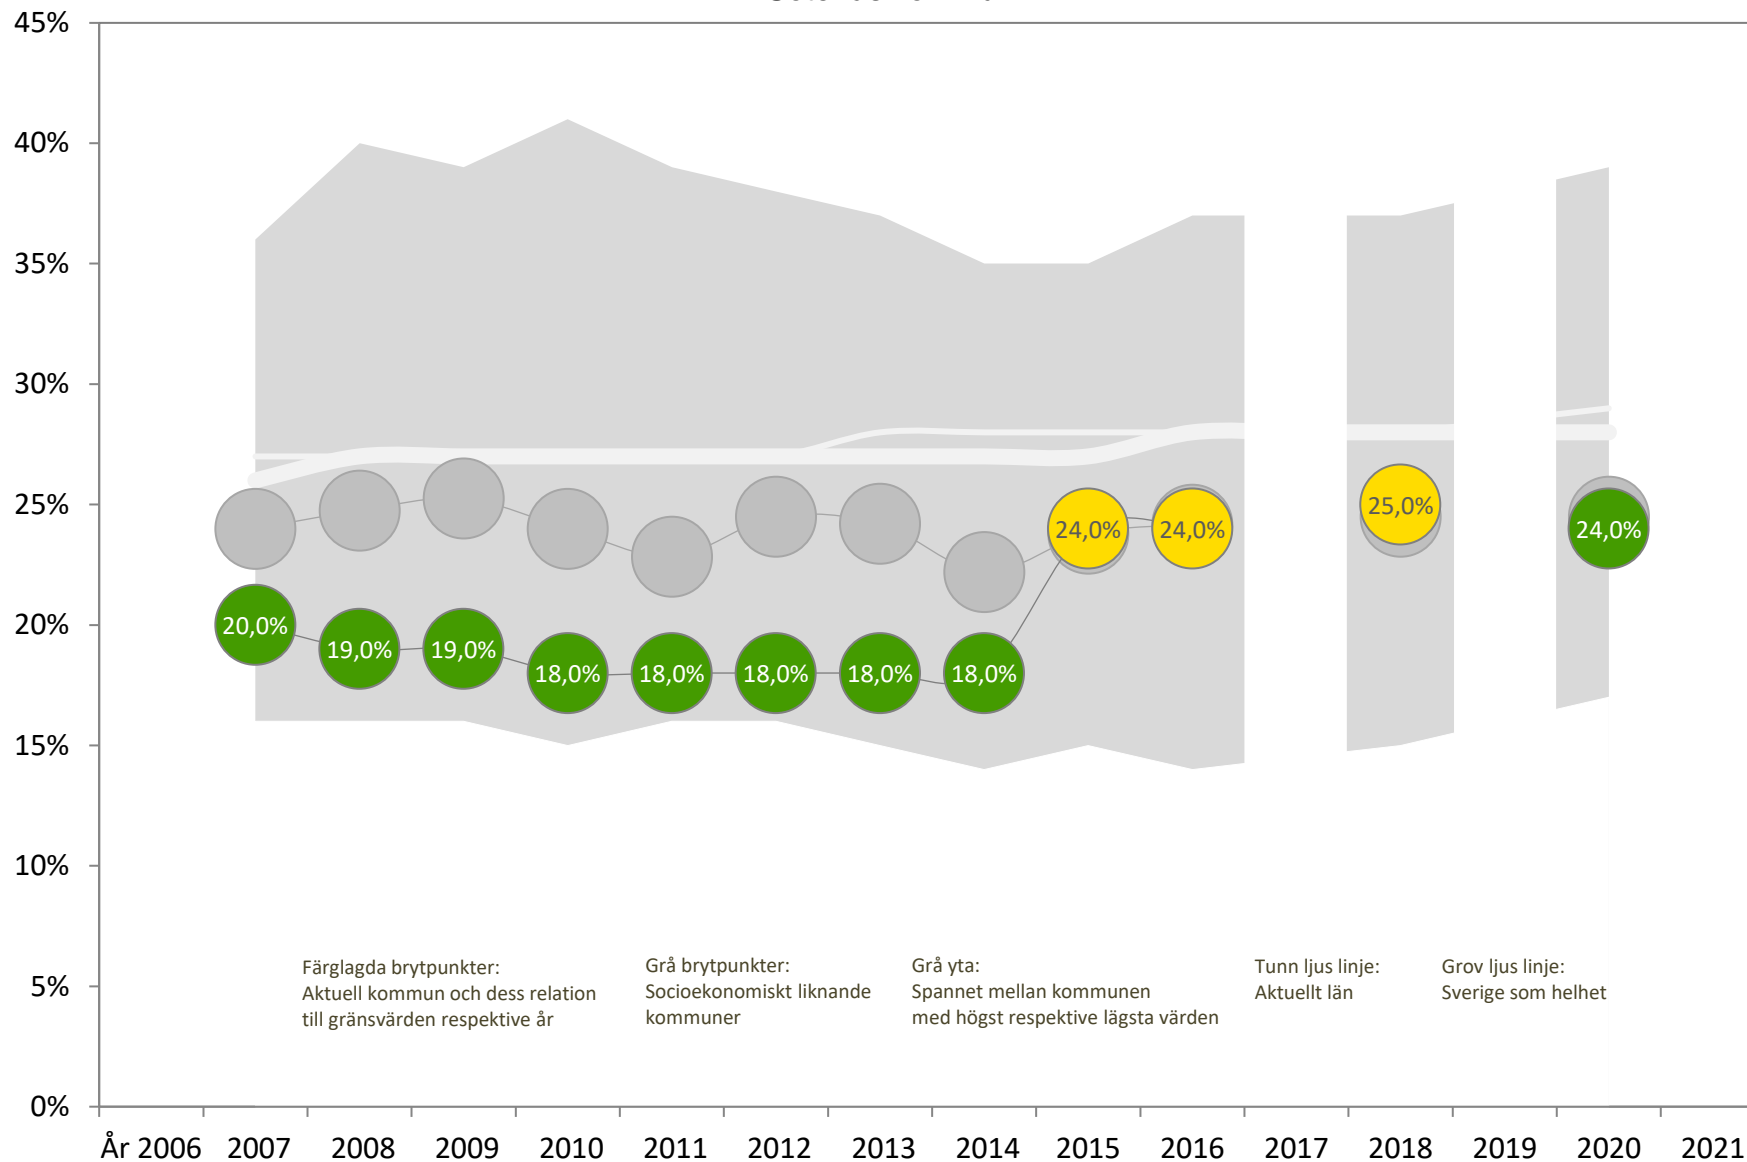 45%
40%
35%
30%
25%
20%
15%
10%
5%
0%
20,0%
19,0%
19,0%
18,0%
18,0%
18,0%
18,0%
18,0%
24,0%
24,0%
25,0%
24,0%
Färglagda brytpunkter:
Aktuell kommun och dess relation
till gränsvärden respektive år
Grå brytpunkter:
Socioekonomiskt liknande
kommuner
Grå yta:
Spannet mellan kommunen
med högst respektive lägsta värden
Tunn ljus linje:
Aktuellt län
Grov ljus linje:
Sverige som helhet
År 2006 2007 2008 2009 2010 2011 2012 2013 2014 2015 2016 2017 2018 2019 2020 2021